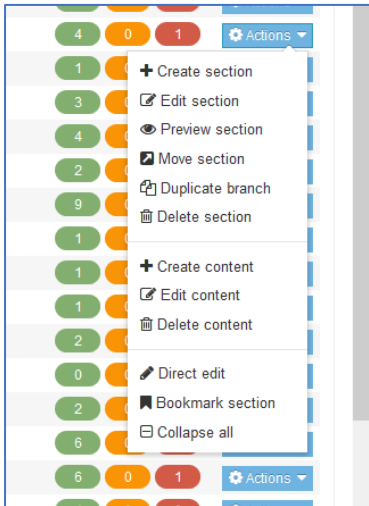 4 0 1 Actions
1 Create section
3 Edit section
4 Preview section
2 Move section
Duplicate branch
9 Delete section
1
1 Create content
1 Edit content
Delete content
2
0 Direct edit
2 Bookmark section
6 Collapse all
6 0 1 Actions